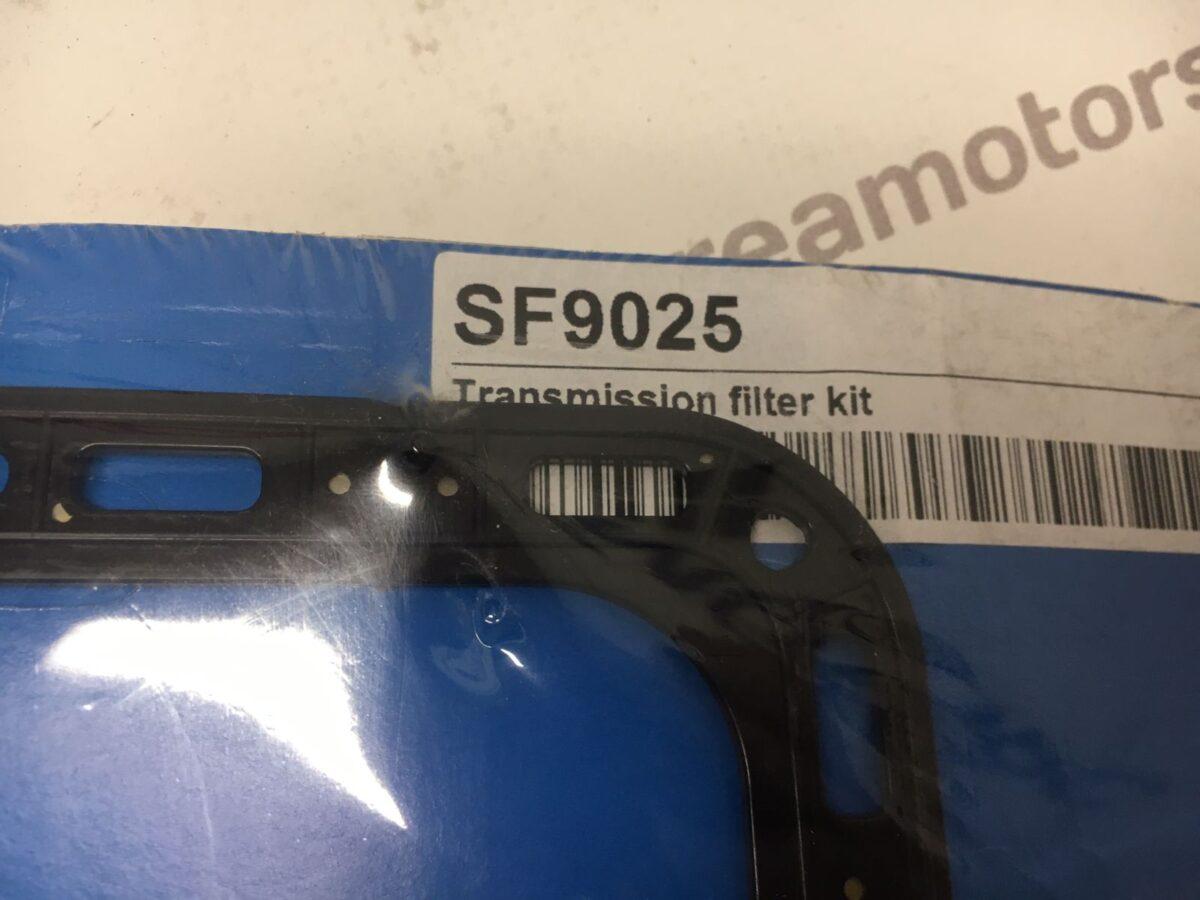 reamotors
SF9025
Transmission filter kit